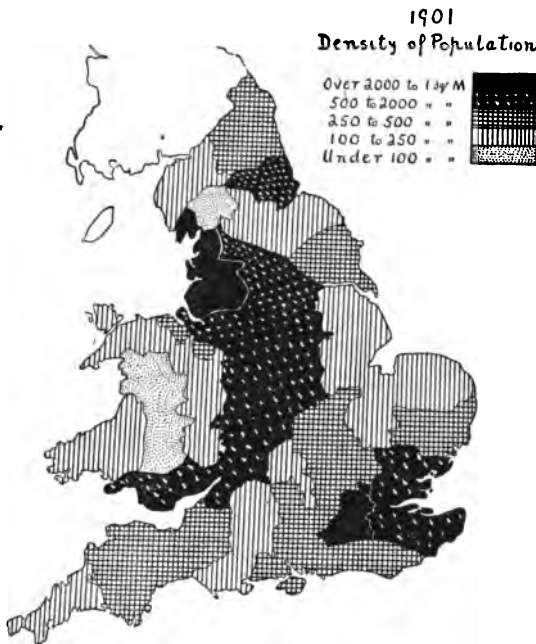 1901
Density of Population
Over 2000 to 1 Sq M
500 to 2000 " "
250 to 500 " "
100 to 250 " "
Under 100 " "